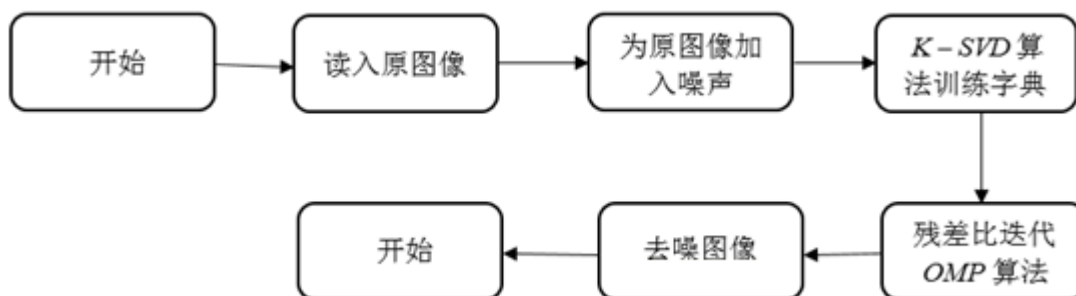 开始
读入原图像
为原图像加
入噪声
K – SVD 算
法训练字典
残差比迭代
OMP 算法
去噪图像
开始